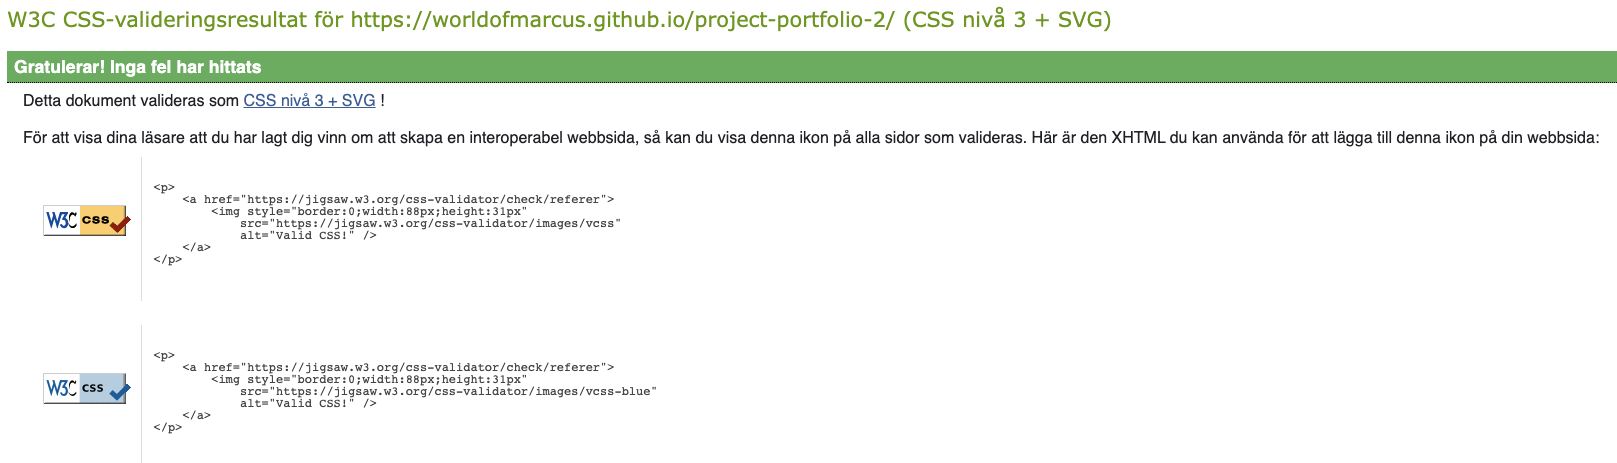 W3C CSS-valideringsresultat för https://worldofmarcus.github.io/project-portfolio-2/ (CSS nivå 3 + SVG)
Gratulerar! Inga fel har hittats
Detta dokument valideras som CSS nivå 3 + SVG !
För att visa dina läsare att du har lagt dig vinn om att skapa en interoperabel webbsida, så kan du visa denna ikon på alla sidor som valideras. Här är den XHTML du kan använda för att lägga till denna ikon på din webbsida:
W3C css
<p>
    <a href="https://jigsaw.w3.org/css-validator/check/referer">
        <img style="border:0;width:88px;height:31px"
            src="https://jigsaw.w3.org/css-validator/images/vcss"
            alt="Valid CSS!" />
    </a>
</p>
W3C css
<p>
    <a href="https://jigsaw.w3.org/css-validator/check/referer">
        <img style="border:0;width:88px;height:31px"
            src="https://jigsaw.w3.org/css-validator/images/vcss-blue"
            alt="Valid CSS!" />
    </a>
</p>